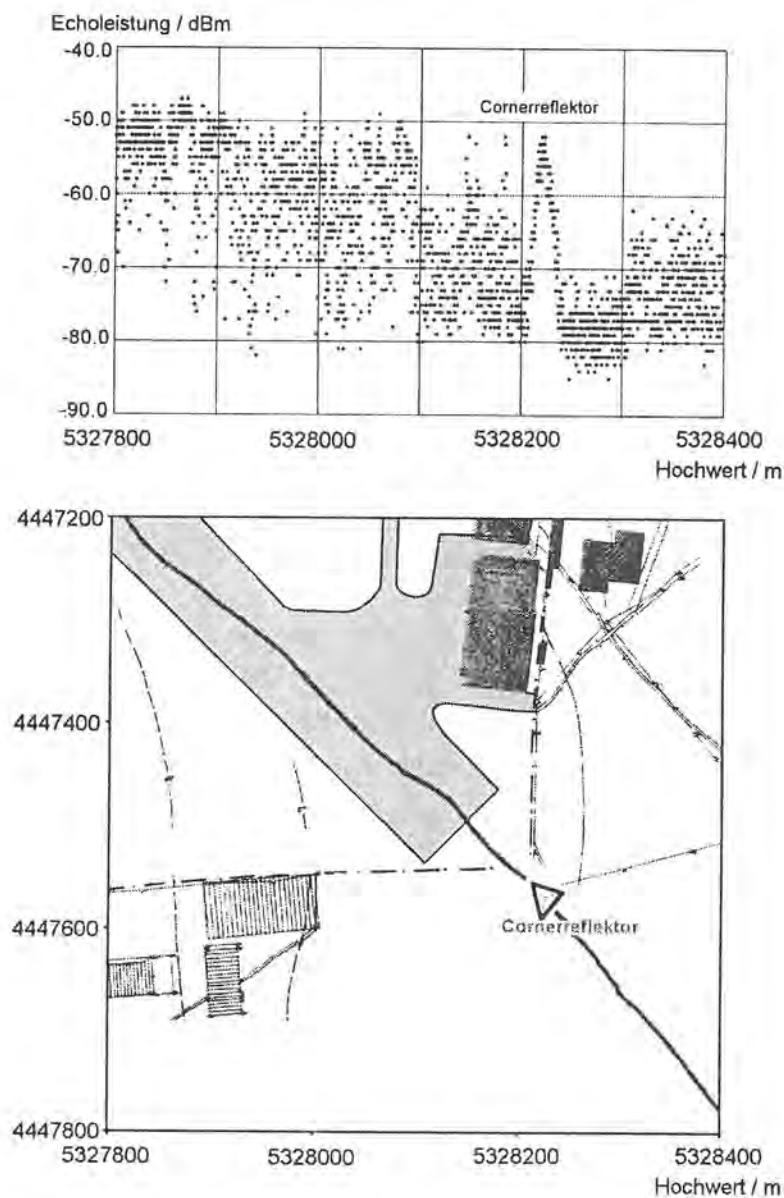 Echoleistung / dBm
-40.0
Cornerreflektor
-50.0
-60.0
-70.0
-80.0
-90.0
5327800 5328000 5328200 5328400
Hochwert / m
4447200
4447400
4447600
Cornerreflektor
4447800
5327800 5328000 5328200 5328400
Hochwert / m